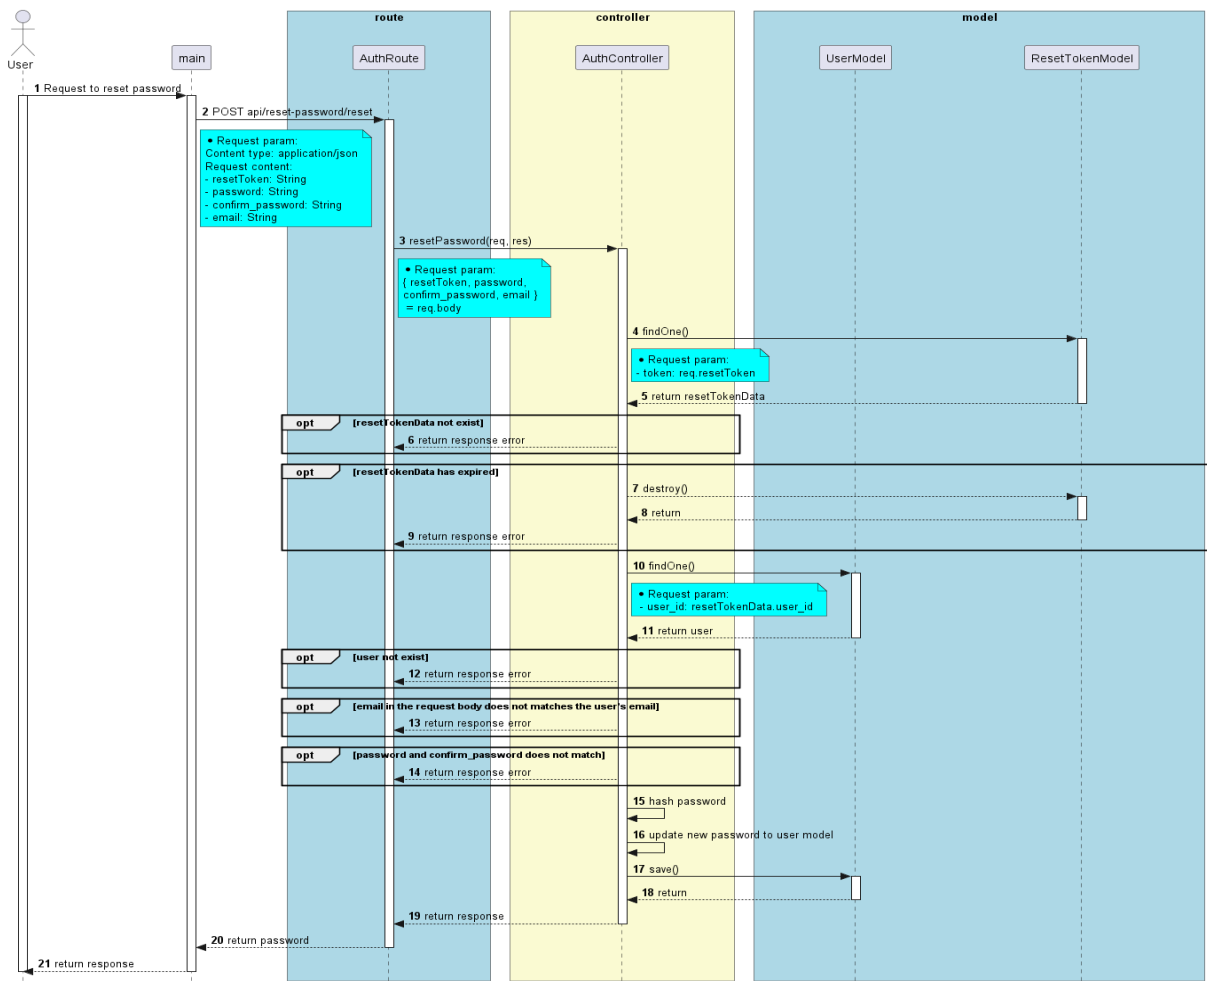 route
controller
model
User
main
AuthRoute
AuthController
UserModel
ResetTokenModel
1 Request to reset password
2 POST api/reset-password/reset
● Request param:
Content type: application/json
Request content:
- resetToken: String
- password: String
- confirm_password: String
- email: String
3 resetPassword(req, res)
● Request param:
{ resetToken, password,
confirm_password, email }
= req.body
4 findOne()
● Request param:
- token: req.resetToken
5 return resetTokenData
opt [resetTokenData not exist]
6 return response error
opt [resetTokenData has expired]
7 destroy()
8 return
9 return response error
10 findOne()
● Request param:
- user_id: resetTokenData.user_id
11 return user
opt [user not exist]
12 return response error
opt [email in the request body does not matches the user's email]
13 return response error
opt [password and confirm_password does not match]
14 return response error
15 hash password
16 update new password to user model
17 save()
18 return
19 return response
20 return password
21 return response